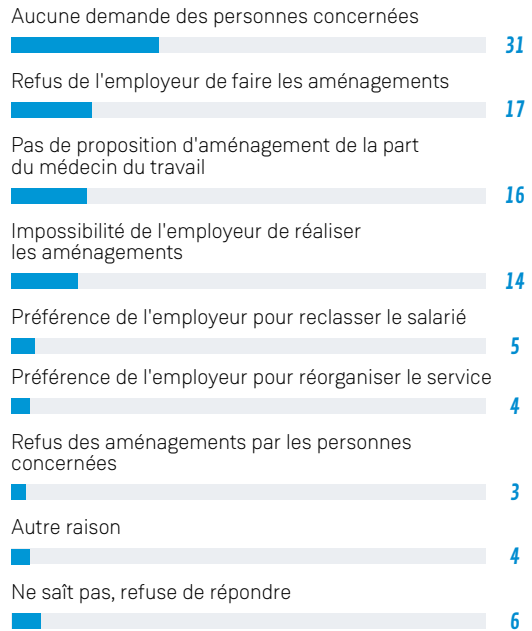 Aucune demande des personnes concernées
31
Refus de l'employeur de faire les aménagements
17
Pas de proposition d'aménagement de la part
du médecin du travail
16
Impossibilité de l'employeur de réaliser
les aménagements
14
Préférence de l'employeur pour reclasser le salarié
5
Préférence de l'employeur pour réorganiser le service
4
Refus des aménagements par les personnes
concernées
3
Autre raison
4
Ne saît pas, refuse de répondre
6